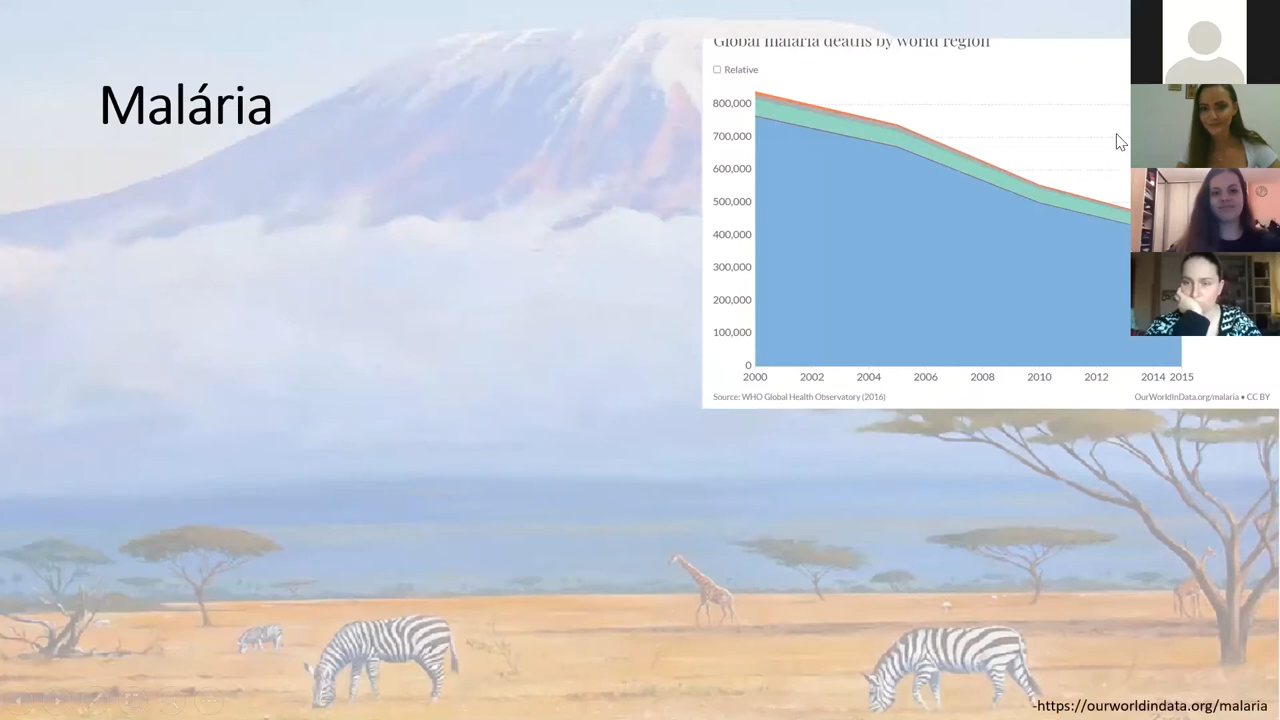 Malária
Global malaria deaths by world region
Relative
800,000
700,000
600,000
500,000
400,000
300,000
200,000
100,000
0
2000 2002 2004 2006 2008 2010 2012 2014 2015
Source: WHO Global Health Observatory (2016) OurWorldInData.org/malaria • CC BY
-https://ourworldindata.org/malaria